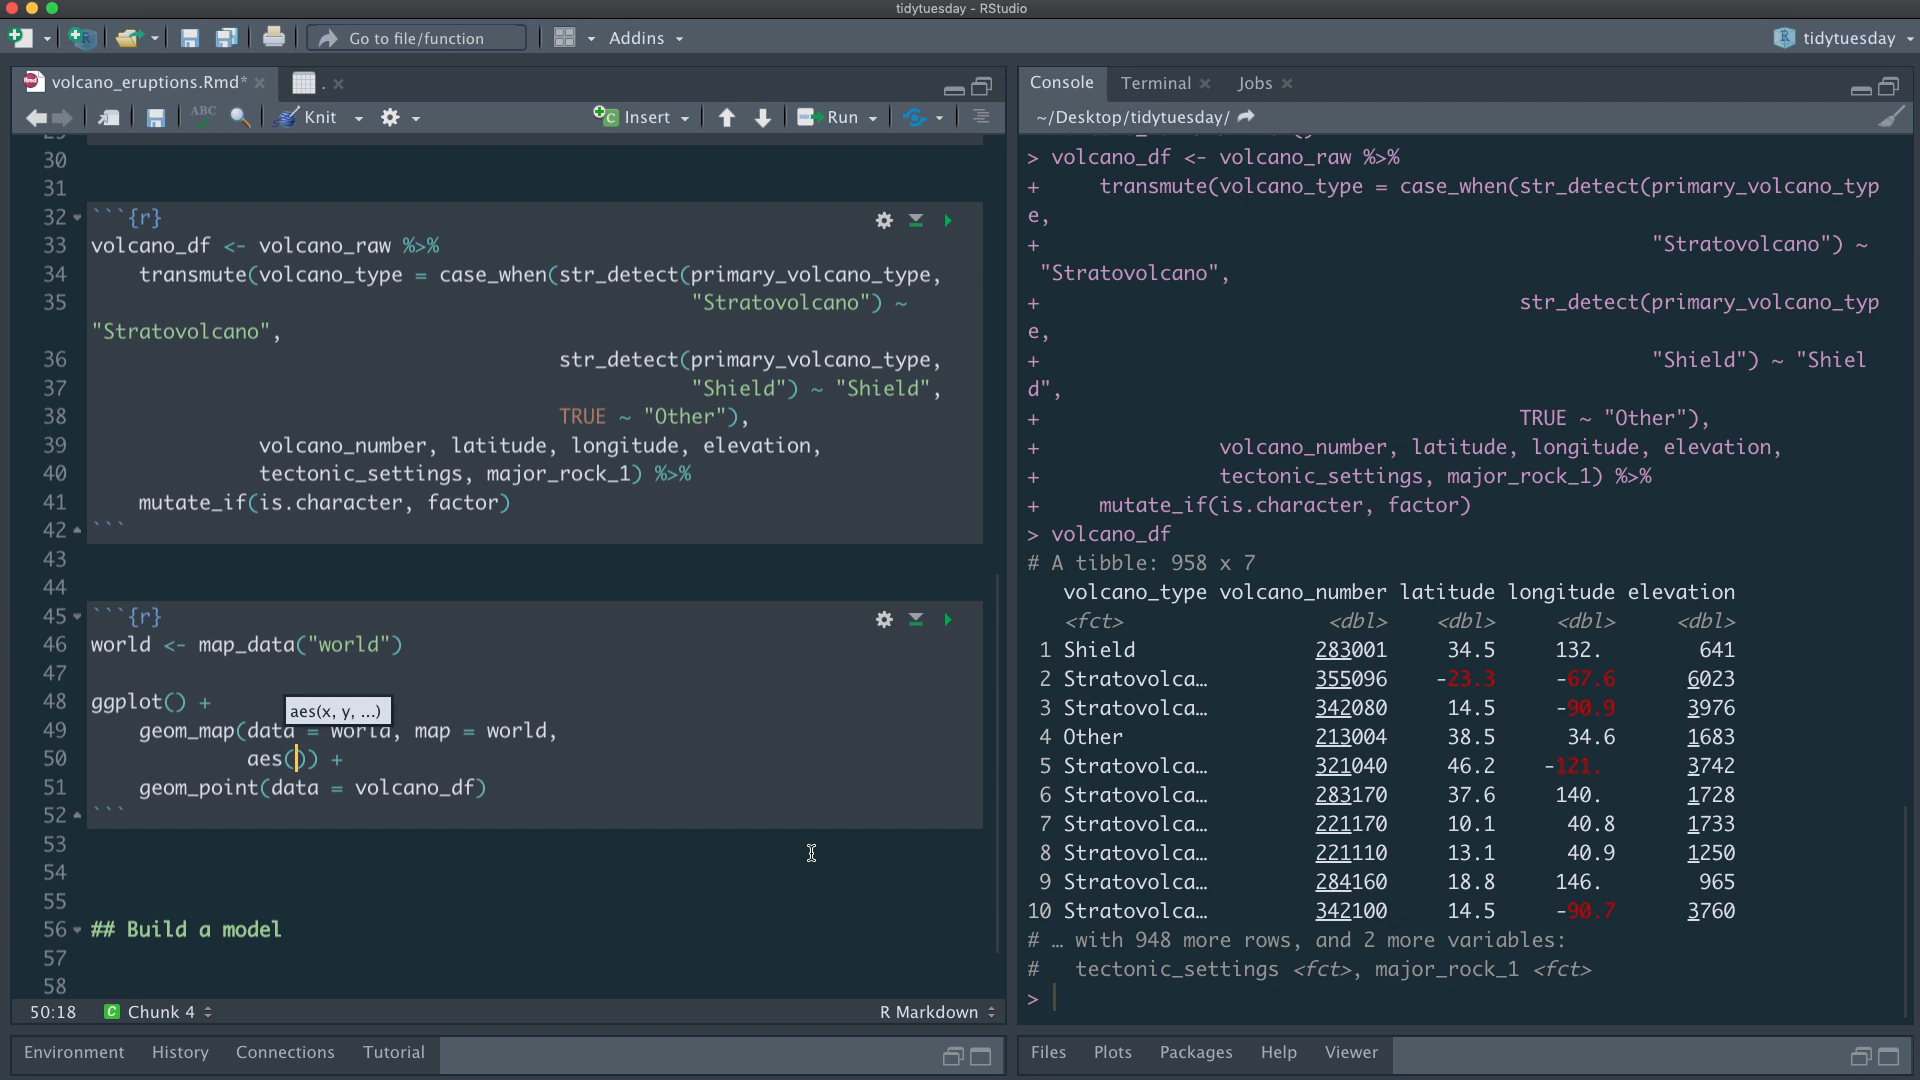 tidytuesday - RStudio
Go to file/function
Addins
tidytuesday
volcano_eruptions.Rmd*
.
ABC
Knit
Insert
Run
30
31
32 ```{r}
33 volcano_df <- volcano_raw %>%
34     transmute(volcano_type = case_when(str_detect(primary_volcano_type,
35                                                   "Stratovolcano") ~
"Stratovolcano",
36                                        str_detect(primary_volcano_type,
37                                                   "Shield") ~ "Shield",
38                                        TRUE ~ "Other"),
39               volcano_number, latitude, longitude, elevation,
40               tectonic_settings, major_rock_1) %>%
41     mutate_if(is.character, factor)
42 ```
43
44
45 ```{r}
46 world <- map_data("world")
47
48 ggplot() +
aes(x, y, ...)
49     geom_map(data = world, map = world,
50              aes()) +
51     geom_point(data = volcano_df)
52 ```
53
54
55
56 ## Build a model
57
58
50:18
C Chunk 4
R Markdown
Environment History Connections Tutorial
Console Terminal Jobs
~/Desktop/tidytuesday/
> volcano_df <- volcano_raw %>%
+     transmute(volcano_type = case_when(str_detect(primary_volcano_typ
e,
+                                                   "Stratovolcano") ~
 "Stratovolcano",
+                                        str_detect(primary_volcano_typ
e,
+                                                   "Shield") ~ "Shiel
d",
+                                        TRUE ~ "Other"),
+               volcano_number, latitude, longitude, elevation,
+               tectonic_settings, major_rock_1) %>%
+     mutate_if(is.character, factor)
> volcano_df
# A tibble: 958 x 7
   volcano_type volcano_number latitude longitude elevation
   <fct>                 <dbl>    <dbl>     <dbl>     <dbl>
 1 Shield               283001     34.5     132.        641
 2 Stratovolca…         355096    -23.3     -67.6      6023
 3 Stratovolca…         342080     14.5     -90.9      3976
 4 Other                213004     38.5      34.6      1683
 5 Stratovolca…         321040     46.2    -121.       3742
 6 Stratovolca…         283170     37.6     140.       1728
 7 Stratovolca…         221170     10.1      40.8      1733
 8 Stratovolca…         221110     13.1      40.9      1250
 9 Stratovolca…         284160     18.8     146.        965
10 Stratovolca…         342100     14.5     -90.7      3760
# … with 948 more rows, and 2 more variables:
#   tectonic_settings <fct>, major_rock_1 <fct>
>
Files Plots Packages Help Viewer